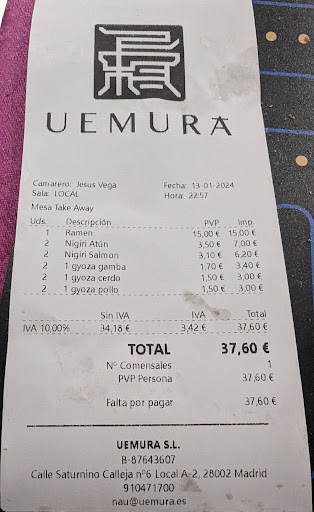 UEMURA
Camarero: Jesus Vega Fecha: 13-01-2024
Sala: LOCAL Hora: 22:57
Mesa Take Away
Uds. Descripción PVP Imp.
1 Ramen 15,00 € 15,00 €
2 Nigiri Atún 3,50 € 7,00 €
2 Nigiri Salmon 3,10 € 6,20 €
2 1 gyoza gamba 1,70 € 3,40 €
2 1 gyoza cerdo 1,50 € 3,00 €
2 1 gyoza pollo 1,50 € 3,00 €
Sin IVA IVA Total
IVA 10,00% 34,18 € 3,42 € 37,60 €
TOTAL 37,60 €
Nº Comensales 1
PVP Persona 37,60 €
Falta por pagar 37,60 €
UEMURA S.L.
B-87643607
Calle Saturnino Calleja nº6 Local A-2, 28002 Madrid
910471700
nau@uemura.es